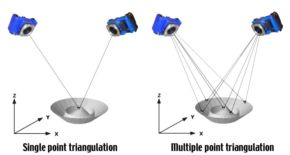 Z
Y
X
Single point triangulation
Z
Y
X
Multiple point triangulation